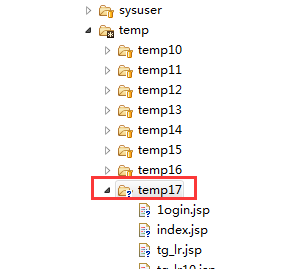 sysuser
temp
temp10
temp11
temp12
temp13
temp14
temp15
temp16
temp17
1ogin.jsp
index.jsp
tg_lr.jsp